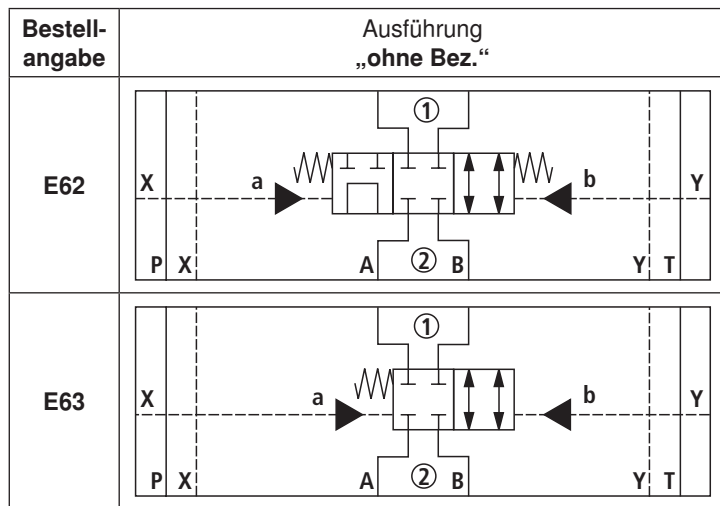 Bestell-
angabe
Ausführung
„ohne Bez.“
E62
1
X a b Y
P X A 2 B Y T
E63
1
X a b Y
P X A 2 B Y T